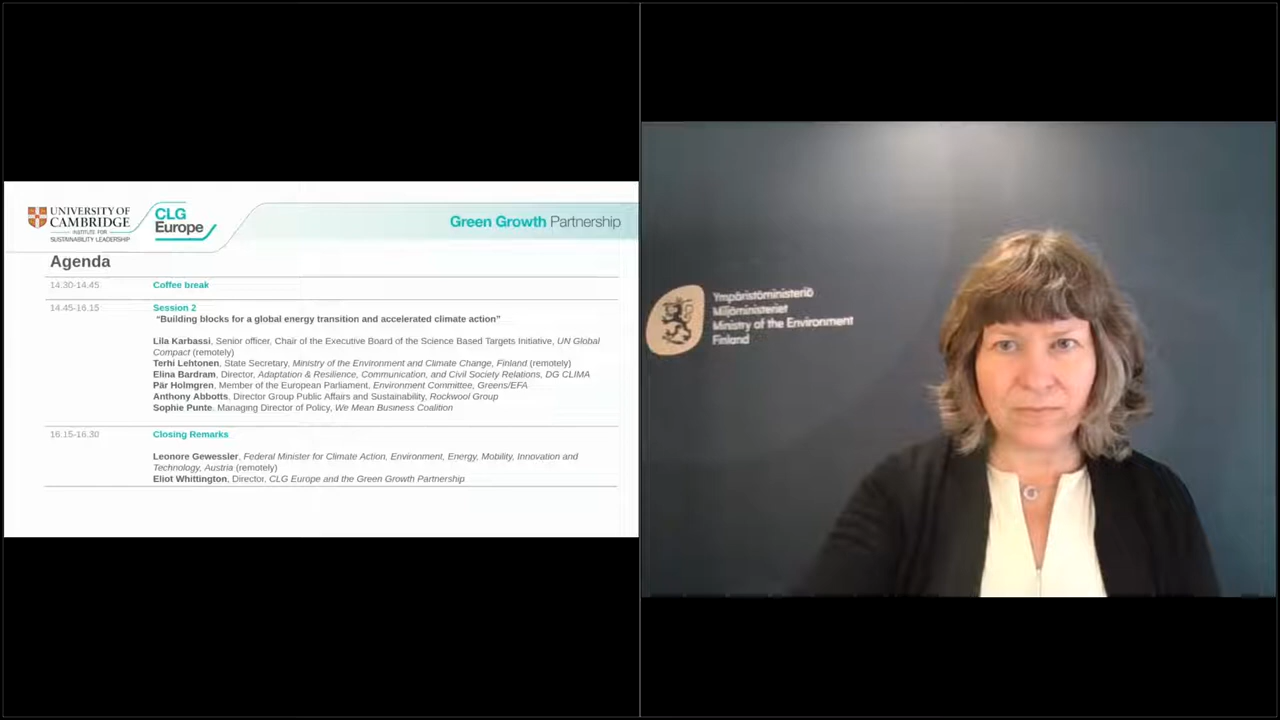 UNIVERSITY OF
CAMBRIDGE
INSTITUTE FOR
SUSTAINABILITY LEADERSHIP
CLG
Europe
Green Growth Partnership
Agenda
14.30-14.45 Coffee break
14.45-16.15 Session 2
“Building blocks for a global energy transition and accelerated climate action”
Lila Karbassi, Senior officer, Chair of the Executive Board of the Science Based Targets Initiative, UN Global
Compact (remotely)
Terhi Lehtonen, State Secretary, Ministry of the Environment and Climate Change, Finland (remotely)
Elina Bardram, Director, Adaptation & Resilience, Communication, and Civil Society Relations, DG CLIMA
Pär Holmgren, Member of the European Parliament, Environment Committee, Greens/EFA
Anthony Abbotts, Director Group Public Affairs and Sustainability, Rockwool Group
Sophie Punte, Managing Director of Policy, We Mean Business Coalition
16.15-16.30 Closing Remarks
Leonore Gewessler, Federal Minister for Climate Action, Environment, Energy, Mobility, Innovation and
Technology, Austria (remotely)
Eliot Whittington, Director, CLG Europe and the Green Growth Partnership
Ympäristöministeriö
Miljöministeriet
Ministry of the Environment
Finland